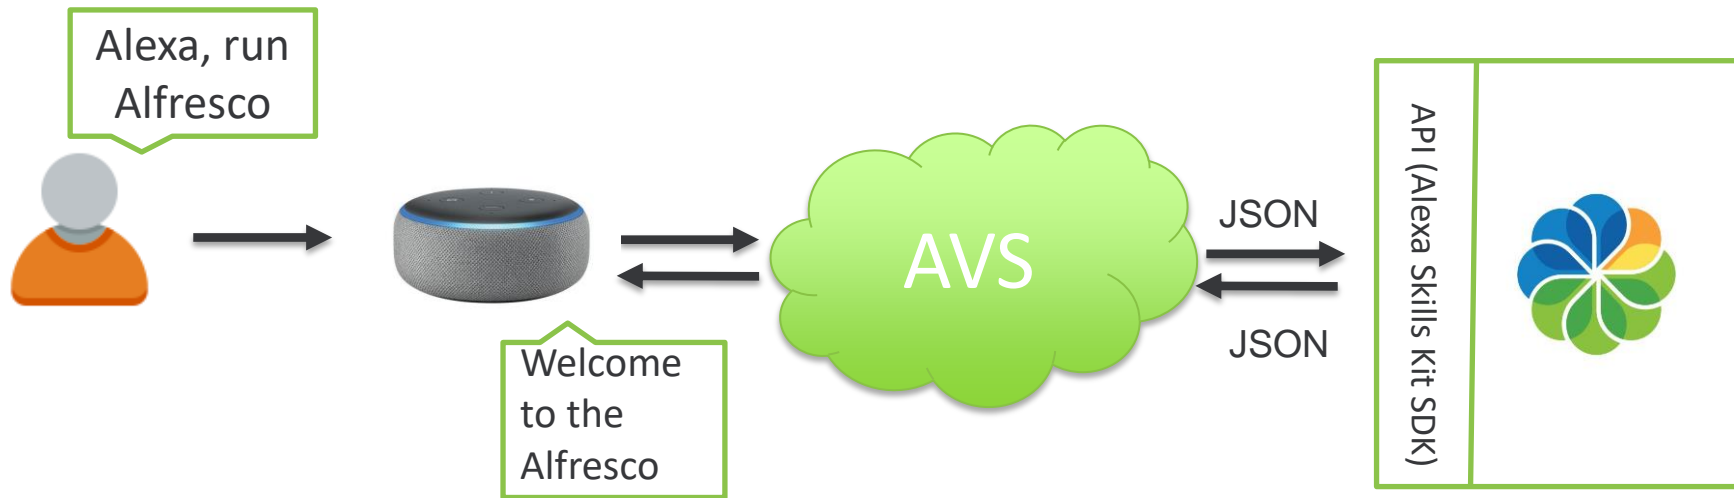 Alexa, run
Alfresco
Welcome
to the
Alfresco
AVS
JSON
JSON
API (Alexa Skills Kit SDK)